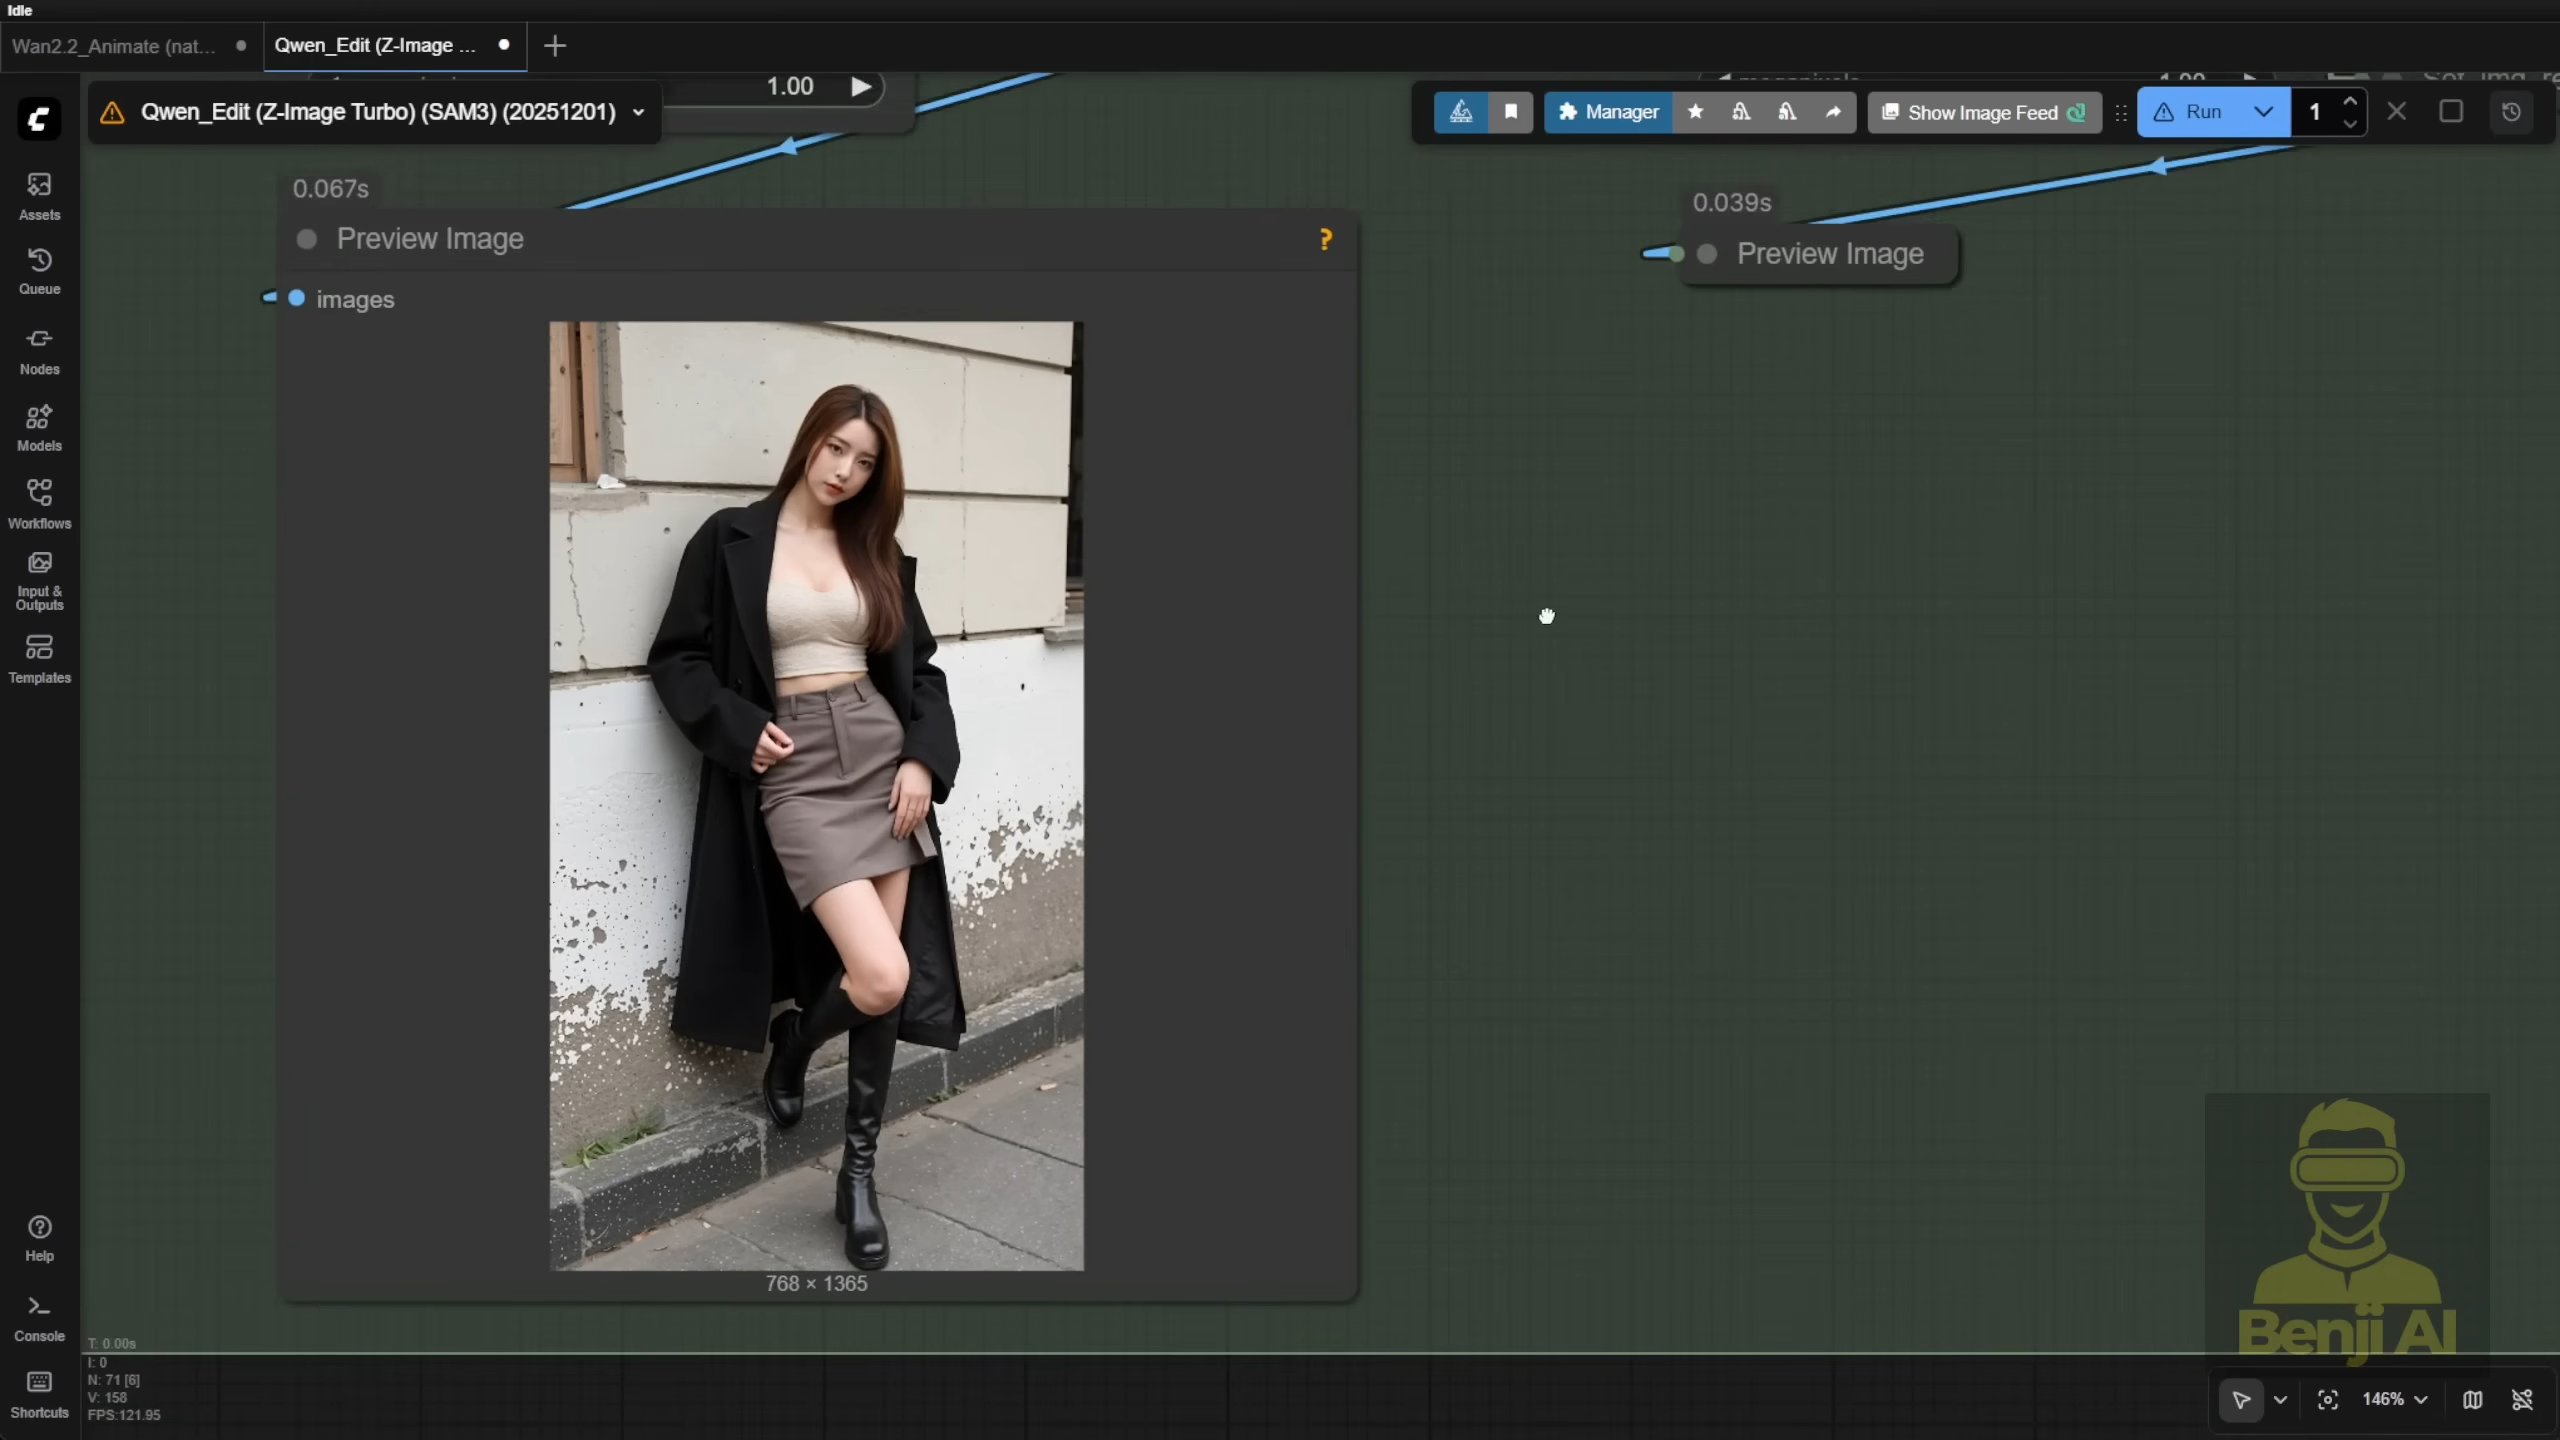 Idle
Wan2.2_Animate (nat...
Qwen_Edit (Z-Image ...
1.00
Qwen_Edit (Z-Image Turbo) (SAM3) (20251201)
Manager
Show Image Feed
Run
1
0.067s
Preview Image
?
images
768 × 1365
0.039s
Preview Image
Assets
Queue
Nodes
Models
Workflows
Input &
Outputs
Templates
Help
Console
Shortcuts
T: 0.00s
I: 0
N: 71 [6]
V: 158
FPS:121.95
Benji AI
146%